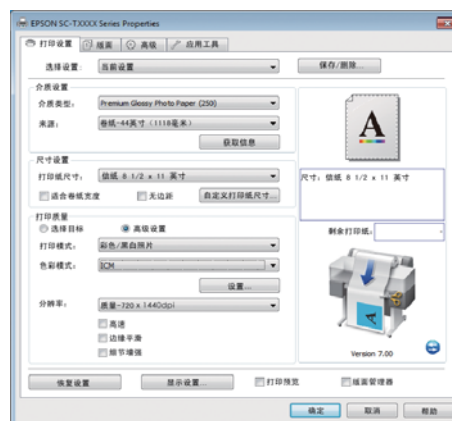 EPSON SC-TXXXX Series Properties
打印设置 版面 高级 应用工具
选择设置: 当前设置 保存/删除...
介质设置
介质类型: Premium Glossy Photo Paper (250)
来源: 卷纸-44英寸 (1118毫米)
获取信息
尺寸设置
打印纸尺寸: 信纸 8 1/2 x 11 英寸
适合卷纸宽度 无边距 自定义打印纸尺寸...
打印质量
选择目标 高级设置
打印模式: 彩色/黑白照片
色彩模式: ICM
设置...
分辨率: 质量-720 x 1440dpi
高速
边缘平滑
细节增强
A
尺寸: 信纸 8 1/2 x 11 英寸
剩余打印纸: -
A
Version 7.00
恢复设置 显示设置... 打印预览 版面管理器
确定 取消 帮助